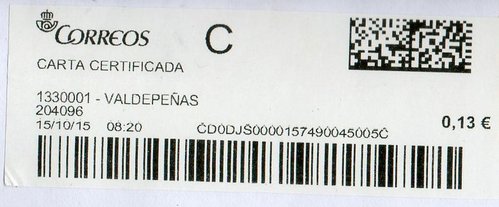 CORREOS C
CARTA CERTIFICADA
1330001 - VALDEPEÑAS
204096
15/10/15 08:20 CD0DJS0000157490045005C
0,13 €